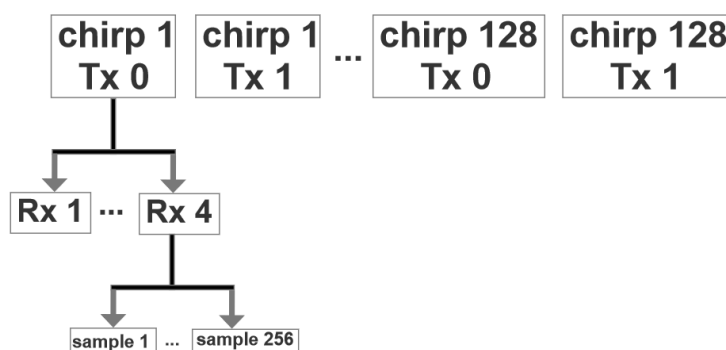 chirp 1 chirp 1 ... chirp 128 chirp 128
Tx 0 Tx 1 Tx 0 Tx 1
Rx 1 ... Rx 4
sample 1 ... sample 256